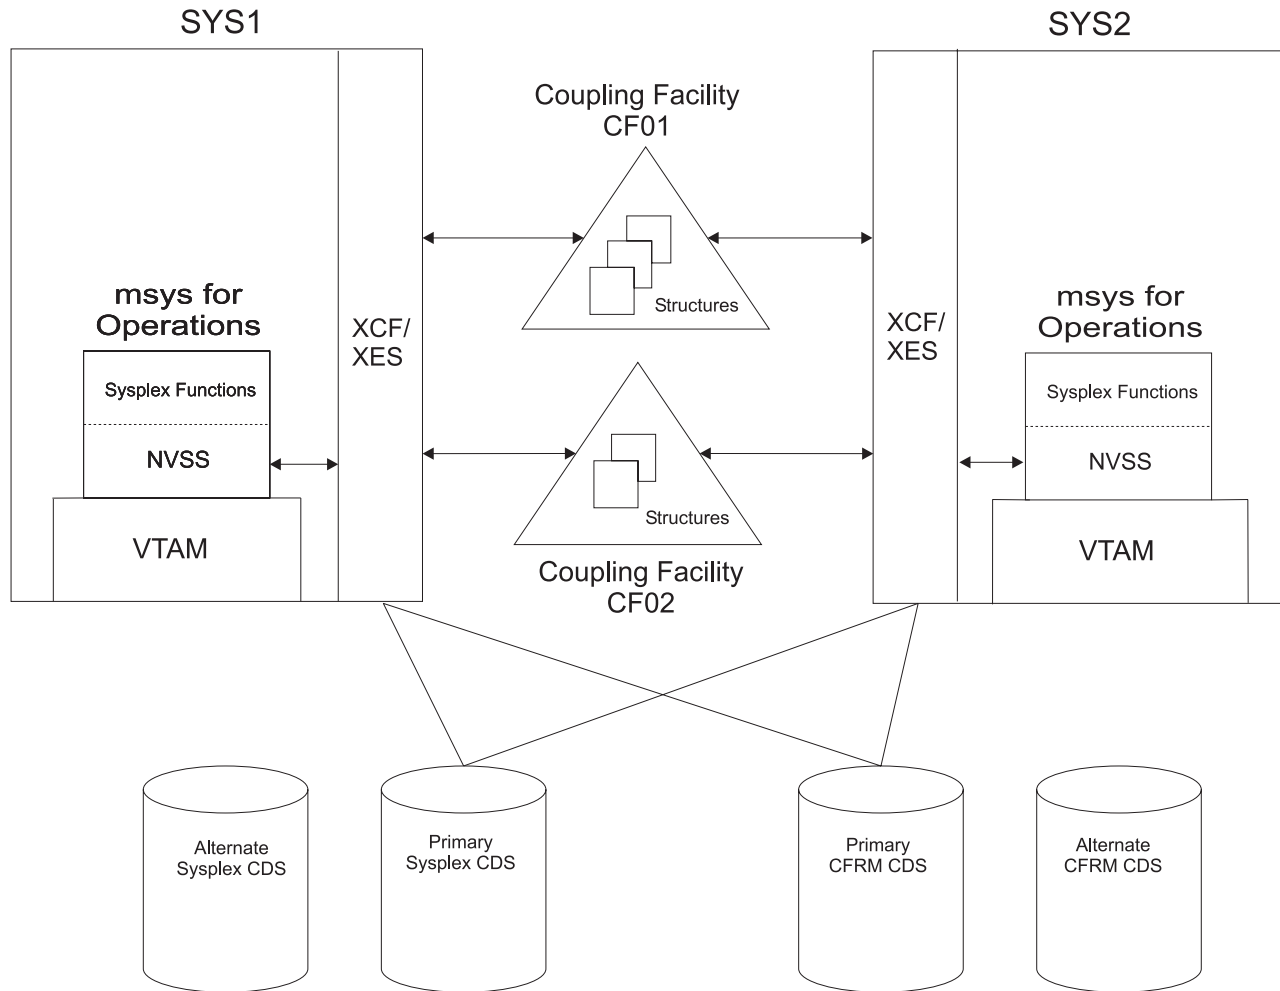 SYS1
SYS2
Coupling Facility
CF01
Structures
msys for
Operations
XCF/
XES
Sysplex Functions
NVSS
VTAM
XCF/
XES
msys for
Operations
Sysplex Functions
NVSS
VTAM
Structures
Coupling Facility
CF02
Alternate
Sysplex CDS
Primary
Sysplex CDS
Primary
CFRM CDS
Alternate
CFRM CDS